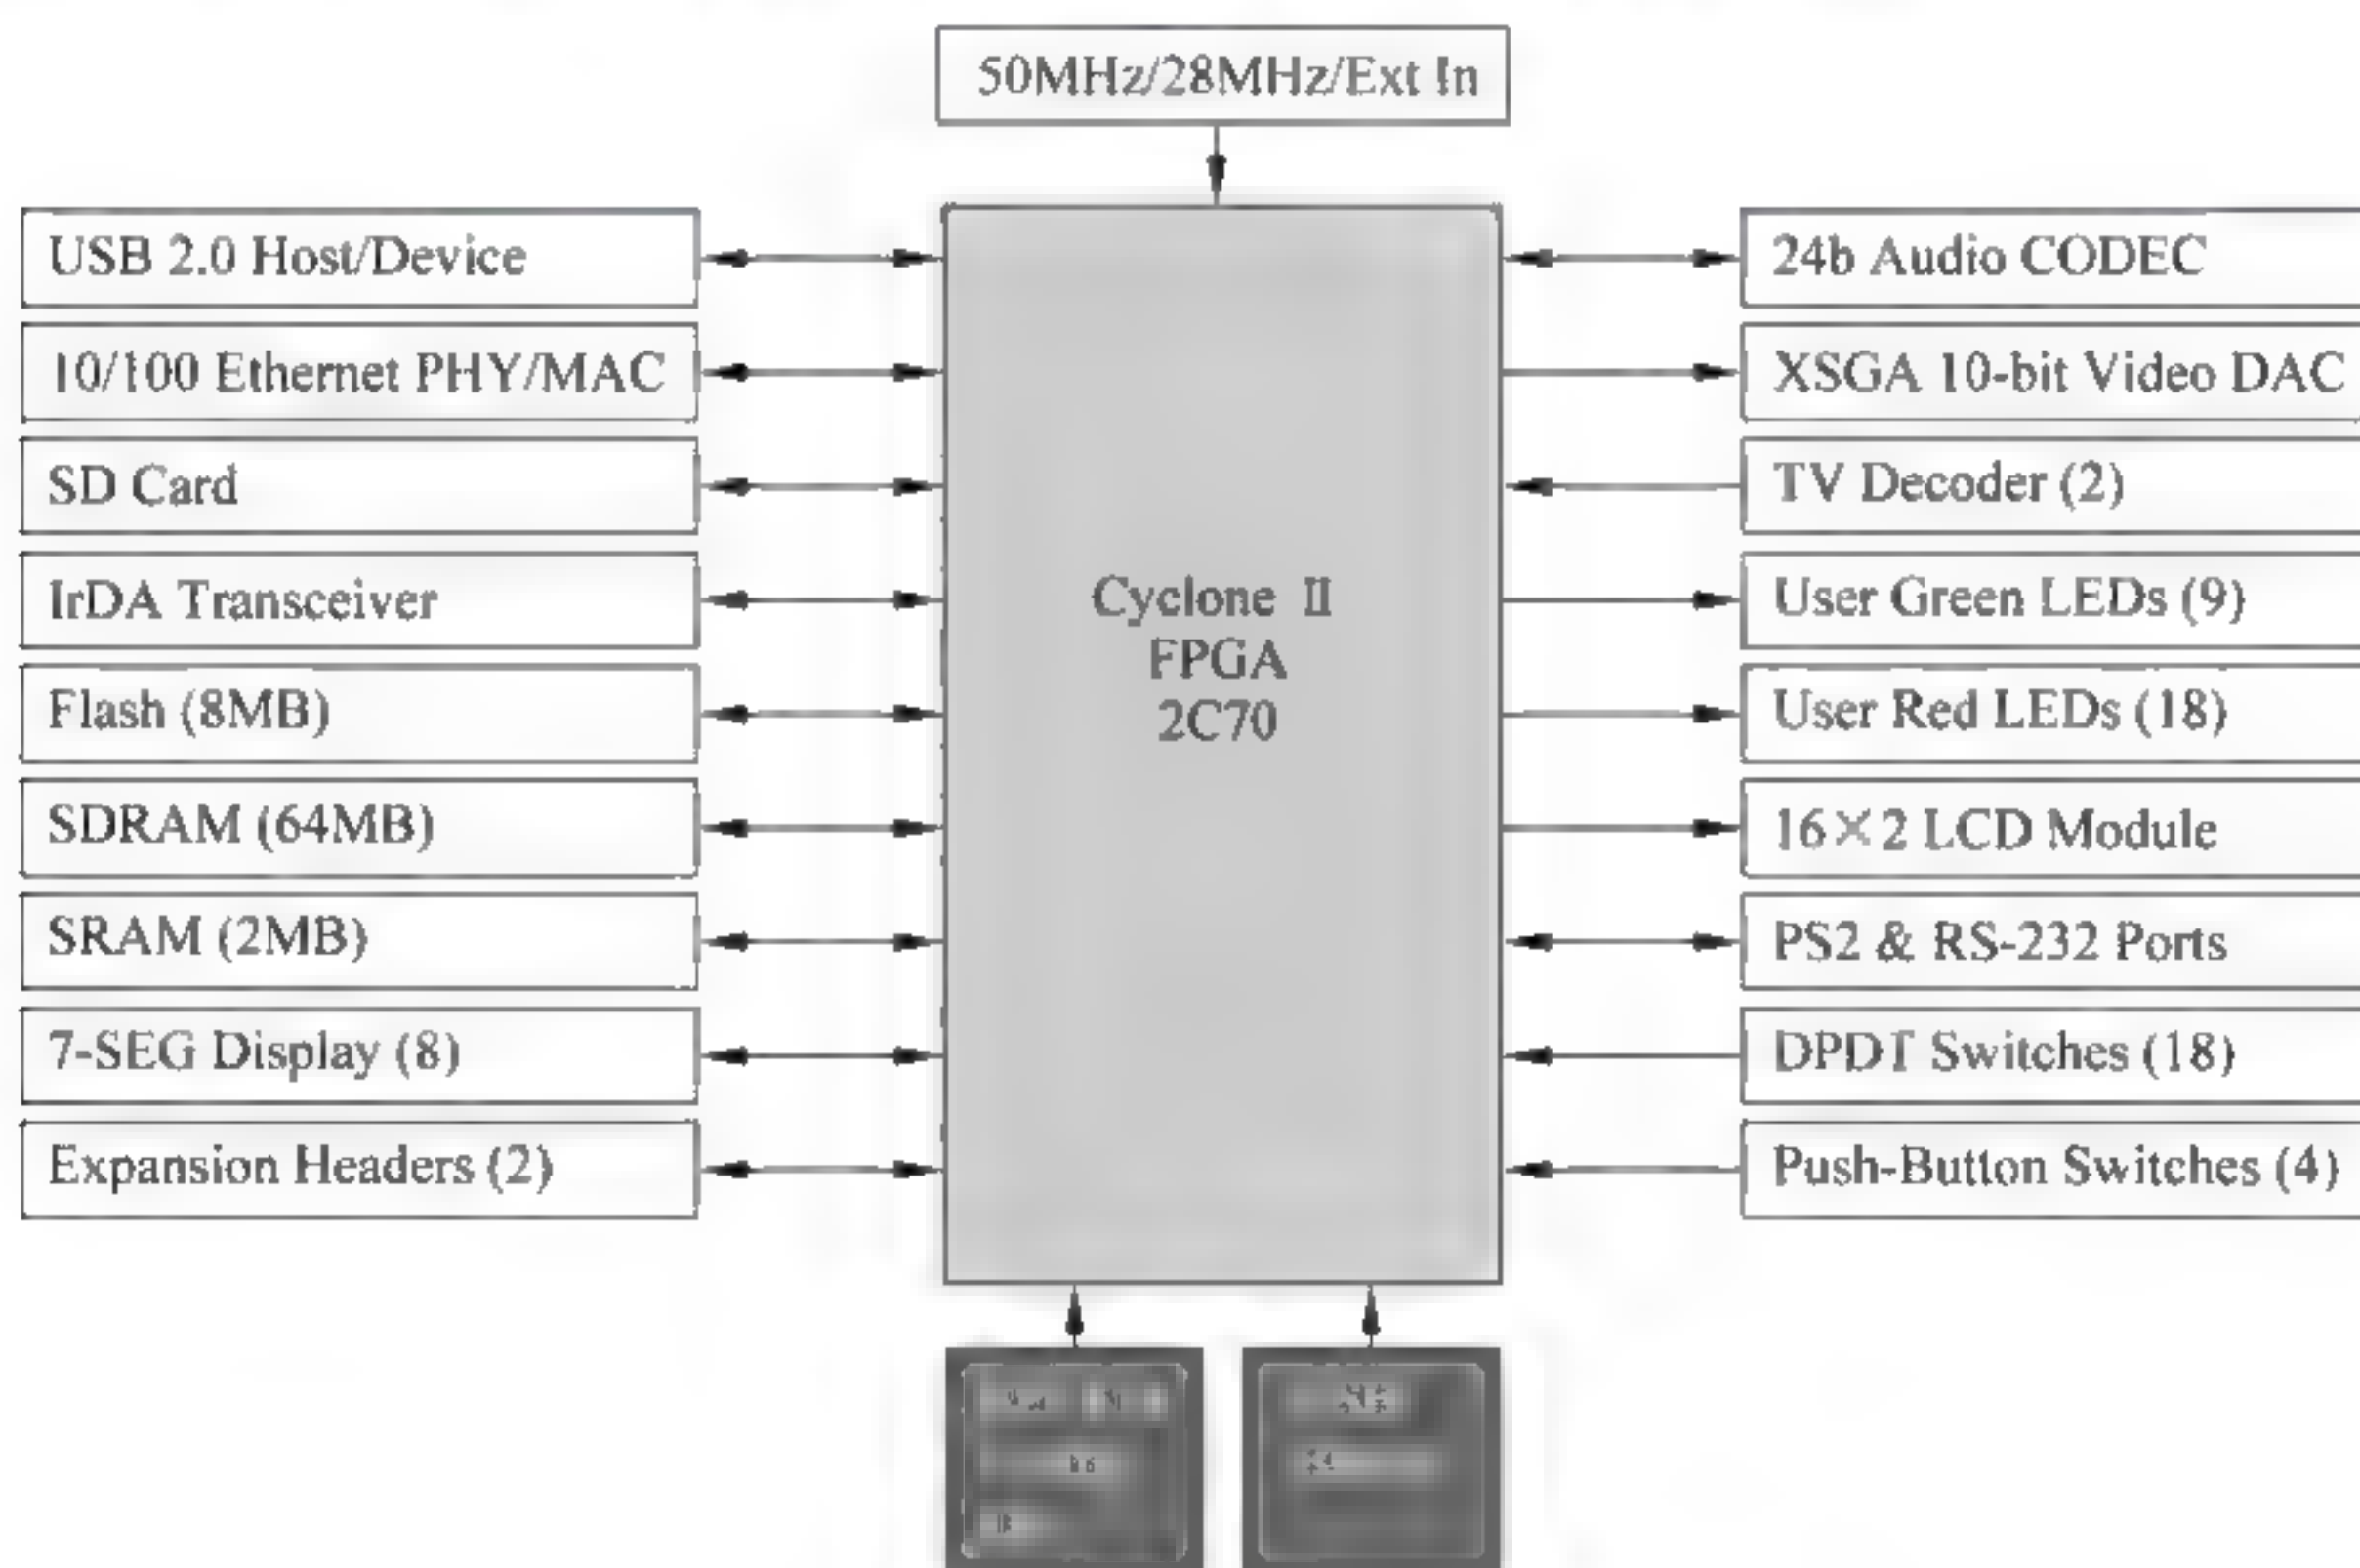 50MHz/28MHz/Ext In
USB 2.0 Host/Device
10/100 Ethernet PHY/MAC
SD Card
IrDA Transceiver
Flash (8MB)
SDRAM (64MB)
SRAM (2MB)
7-SEG Display (8)
Expansion Headers (2)
Cyclone II
FPGA
2C70
24b Audio CODEC
XSGA 10-bit Video DAC
TV Decoder (2)
User Green LEDs (9)
User Red LEDs (18)
16×2 LCD Module
PS2 & RS-232 Ports
DPDT Switches (18)
Push-Button Switches (4)